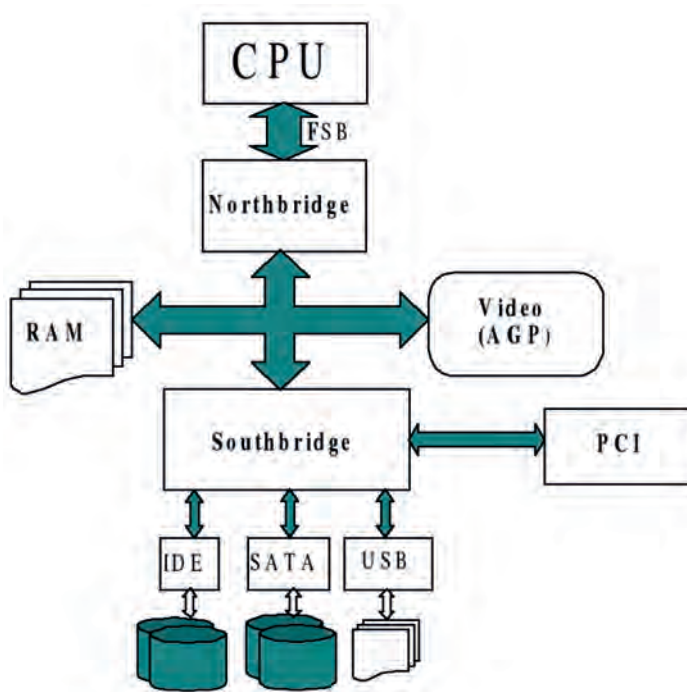 CPU
FSB
Northbridge
RAM
Video
(AGP)
Southbridge
PCI
IDE
SATA
USB